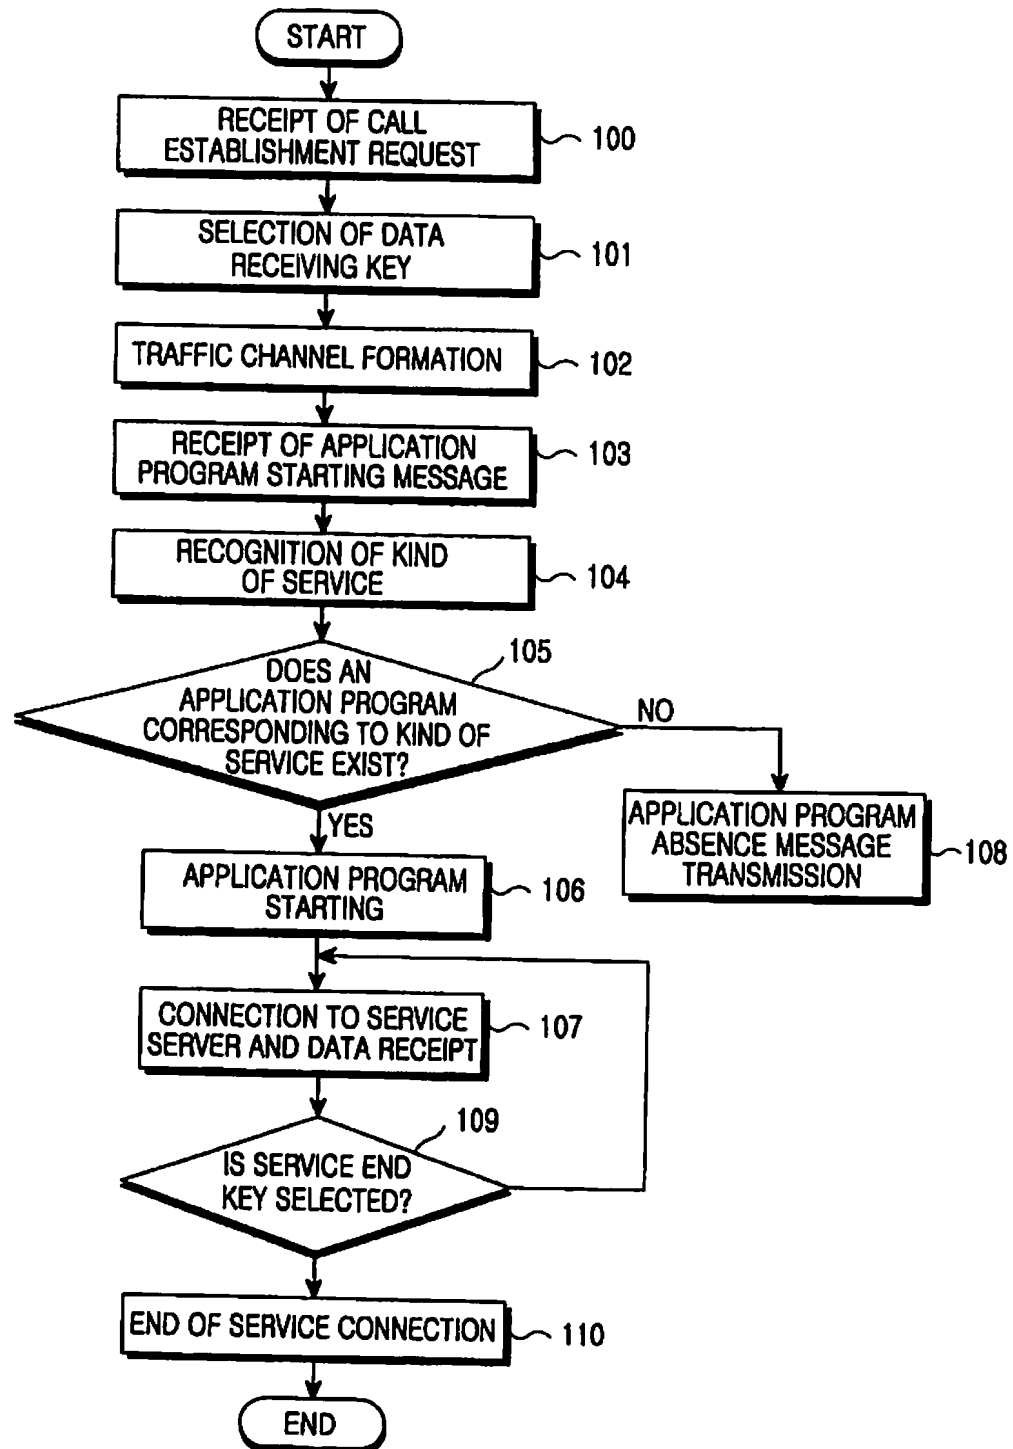 START
RECEIPT OF CALL
ESTABLISHMENT REQUEST
100
SELECTION OF DATA
RECEIVING KEY
101
TRAFFIC CHANNEL FORMATION
102
RECEIPT OF APPLICATION
PROGRAM STARTING MESSAGE
103
RECOGNITION OF KIND
OF SERVICE
104
105
DOES AN
APPLICATION PROGRAM
CORRESPONDING TO KIND OF
SERVICE EXIST?
NO
YES
APPLICATION PROGRAM
ABSENCE MESSAGE
TRANSMISSION
108
APPLICATION PROGRAM
STARTING
106
CONNECTION TO SERVICE
SERVER AND DATA RECEIPT
107
109
IS SERVICE END
KEY SELECTED?
END OF SERVICE CONNECTION
110
END